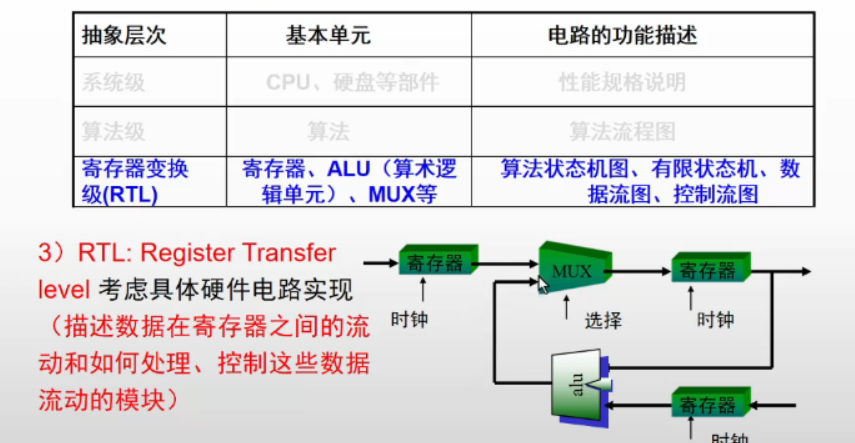 抽象层次 基本单元 电路的功能描述
系统级 CPU、硬盘等部件 性能规格说明
算法级 算法 算法流程图
寄存器变换 寄存器、ALU（算术逻 算法状态机图、有限状态机、数
级(RTL) 辑单元）、MUX等 据流图、控制流图
3）RTL: Register Transfer
level 考虑具体硬件电路实现
（描述数据在寄存器之间的流
动和如何处理、控制这些数据
流动的模块）
寄存器 MUX 寄存器
时钟 选择 时钟
alu
寄存器
时钟